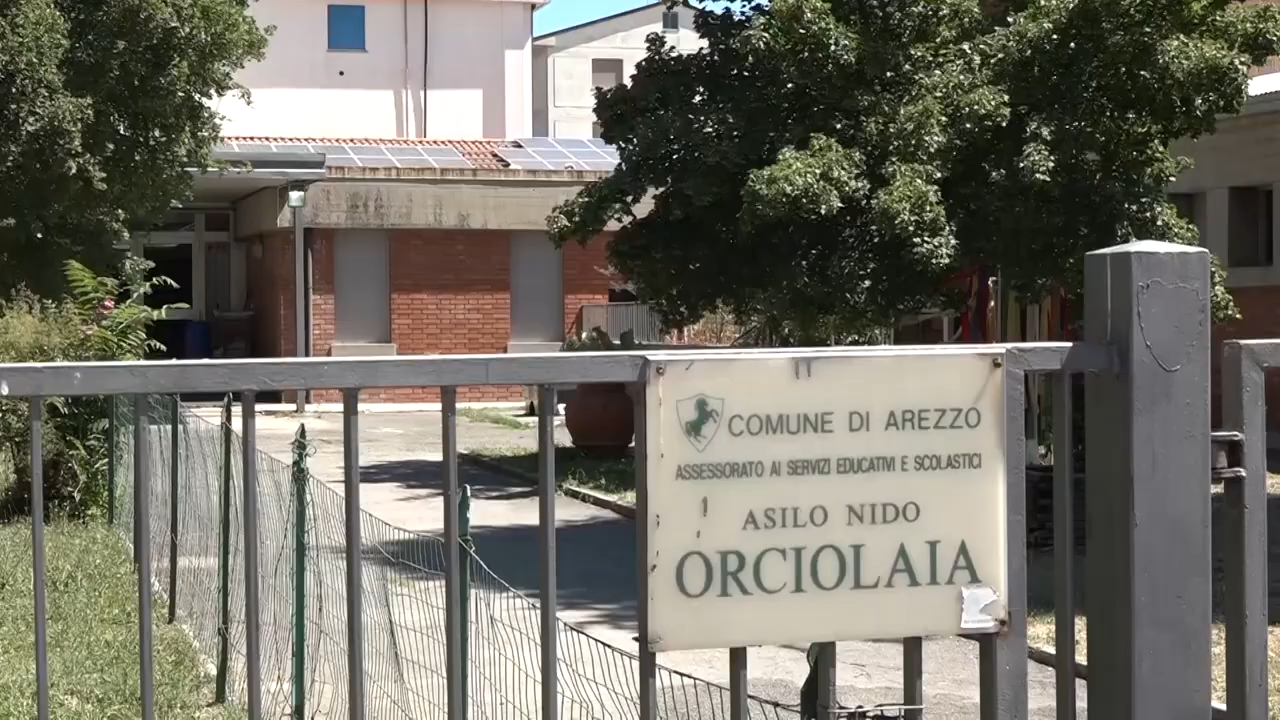 COMUNE DI AREZZO
ASSESSORATO AI SERVIZI EDUCATIVI E SCOLASTICI
ASILO NIDO
ORCIOLAIA